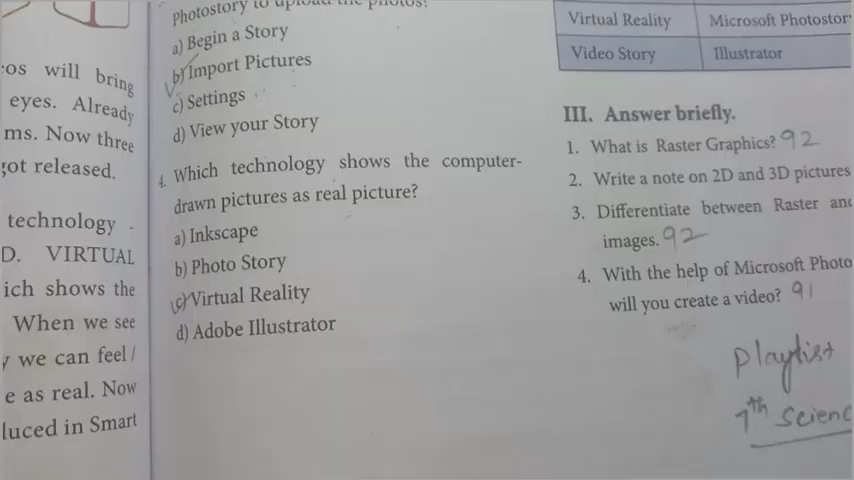 os will bring
eyes. Already
ms. Now three
got released.
technology
D. VIRTUAL
ich shows the
When we see
y we can feel/
e as real. Now
luced in Smart
photostory to upload the photos?
a) Begin a Story
b) Import Pictures
c) Settings
d) View your Story
4. Which technology shows the computer-
drawn pictures as real picture?
a) Inkscape
b) Photo Story
c) Virtual Reality
d) Adobe Illustrator
Virtual Reality Microsoft Photostor
Video Story Illustrator
III. Answer briefly.
1. What is Raster Graphics? 92
2. Write a note on 2D and 3D pictures
3. Differentiate between Raster and
images. 92
4. With the help of Microsoft Photo
will you create a video? 91
Playlist
7th Scienc